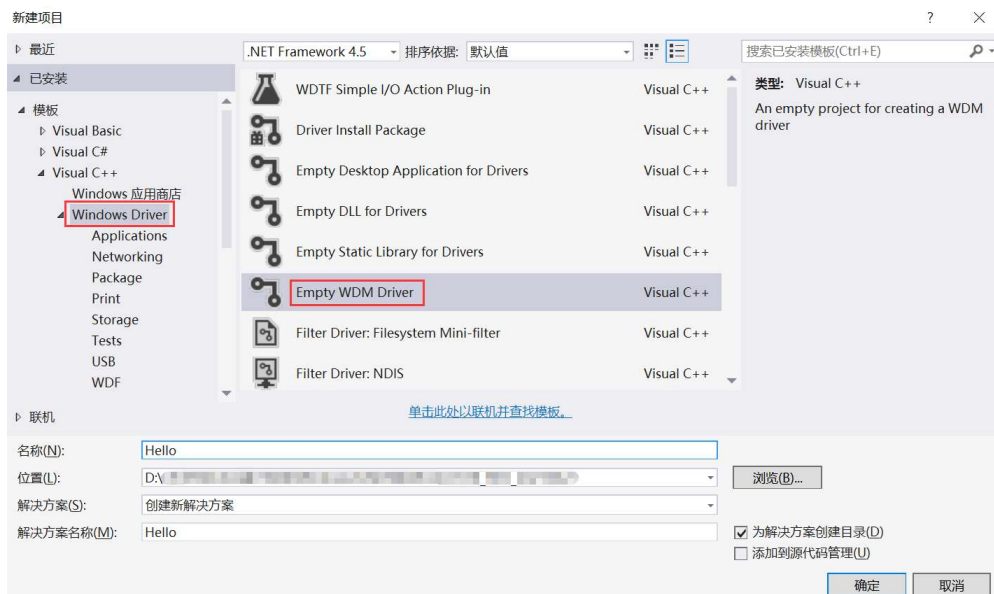 新建项目
?
最近
.NET Framework 4.5 排序依据: 默认值
搜索已安装模板(Ctrl+E)
已安装
模板
Visual Basic
Visual C#
Visual C++
Windows 应用商店
Windows Driver
Applications
Networking
Package
Print
Storage
Tests
USB
WDF
联机
WDTF Simple I/O Action Plug-in Visual C++
Driver Install Package Visual C++
Empty Desktop Application for Drivers Visual C++
Empty DLL for Drivers Visual C++
Empty Static Library for Drivers Visual C++
Empty WDM Driver Visual C++
Filter Driver: Filesystem Mini-filter Visual C++
Filter Driver: NDIS Visual C++
单击此处以联机并查找模板。
类型: Visual C++
An empty project for creating a WDM
driver
名称(N): Hello
位置(L): D:\
浏览(B)...
解决方案(S): 创建新解决方案
解决方案名称(M): Hello
为解决方案创建目录(D)
添加到源代码管理(U)
确定 取消